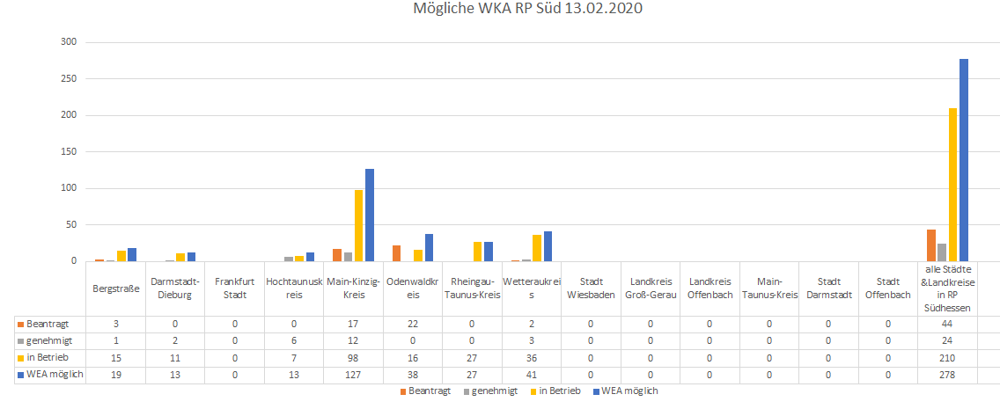 Mögliche WKA RP Süd 13.02.2020
300
250
200
150
100
50
0
Bergstraße
Darmstadt-
Dieburg
Frankfurt
Stadt
Hochtaunusk
reis
Main-Kinzig-
Kreis
Odenwaldkr
eis
Rheingau-
Taunus-Kreis
Wetteraukrei
s
Stadt
Wiesbaden
Landkreis
Groß-Gerau
Landkreis
Offenbach
Main-
Taunus-Kreis
Stadt
Darmstadt
Stadt
Offenbach
alle Städte
&Landkreise
in RP
Südhessen
Beantragt 3 0 0 0 17 22 0 2 0 0 0 0 0 0 44
genehmigt 1 2 0 6 12 0 0 3 0 0 0 0 0 0 24
in Betrieb 15 11 0 7 98 16 27 36 0 0 0 0 0 0 210
WEA möglich 19 13 0 13 127 38 27 41 0 0 0 0 0 0 278
Beantragt genehmigt in Betrieb WEA möglich